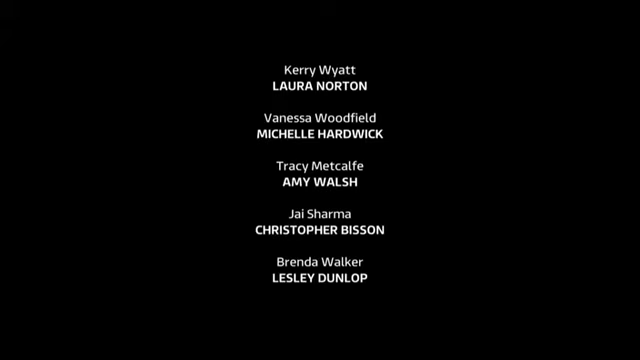 Kerry Wyatt
LAURA NORTON
Vanessa Woodfield
MICHELLE HARDWICK
Tracy Metcalfe
AMY WALSH
Jai Sharma
CHRISTOPHER BISSON
Brenda Walker
LESLEY DUNLOP